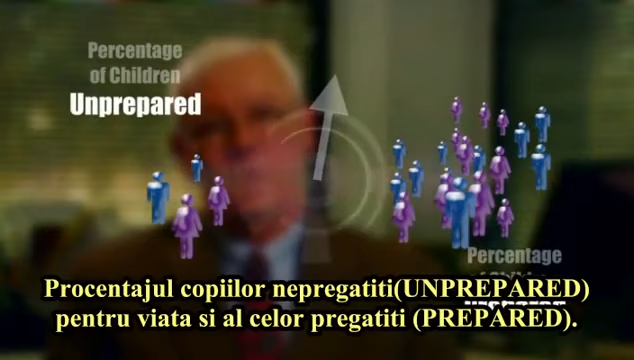 Percentage
of Children
Unprepared
Percentage
Procentajul copiilor nepregatiti(UNPREPARED)
pentru viata si al celor pregatiti (PREPARED).